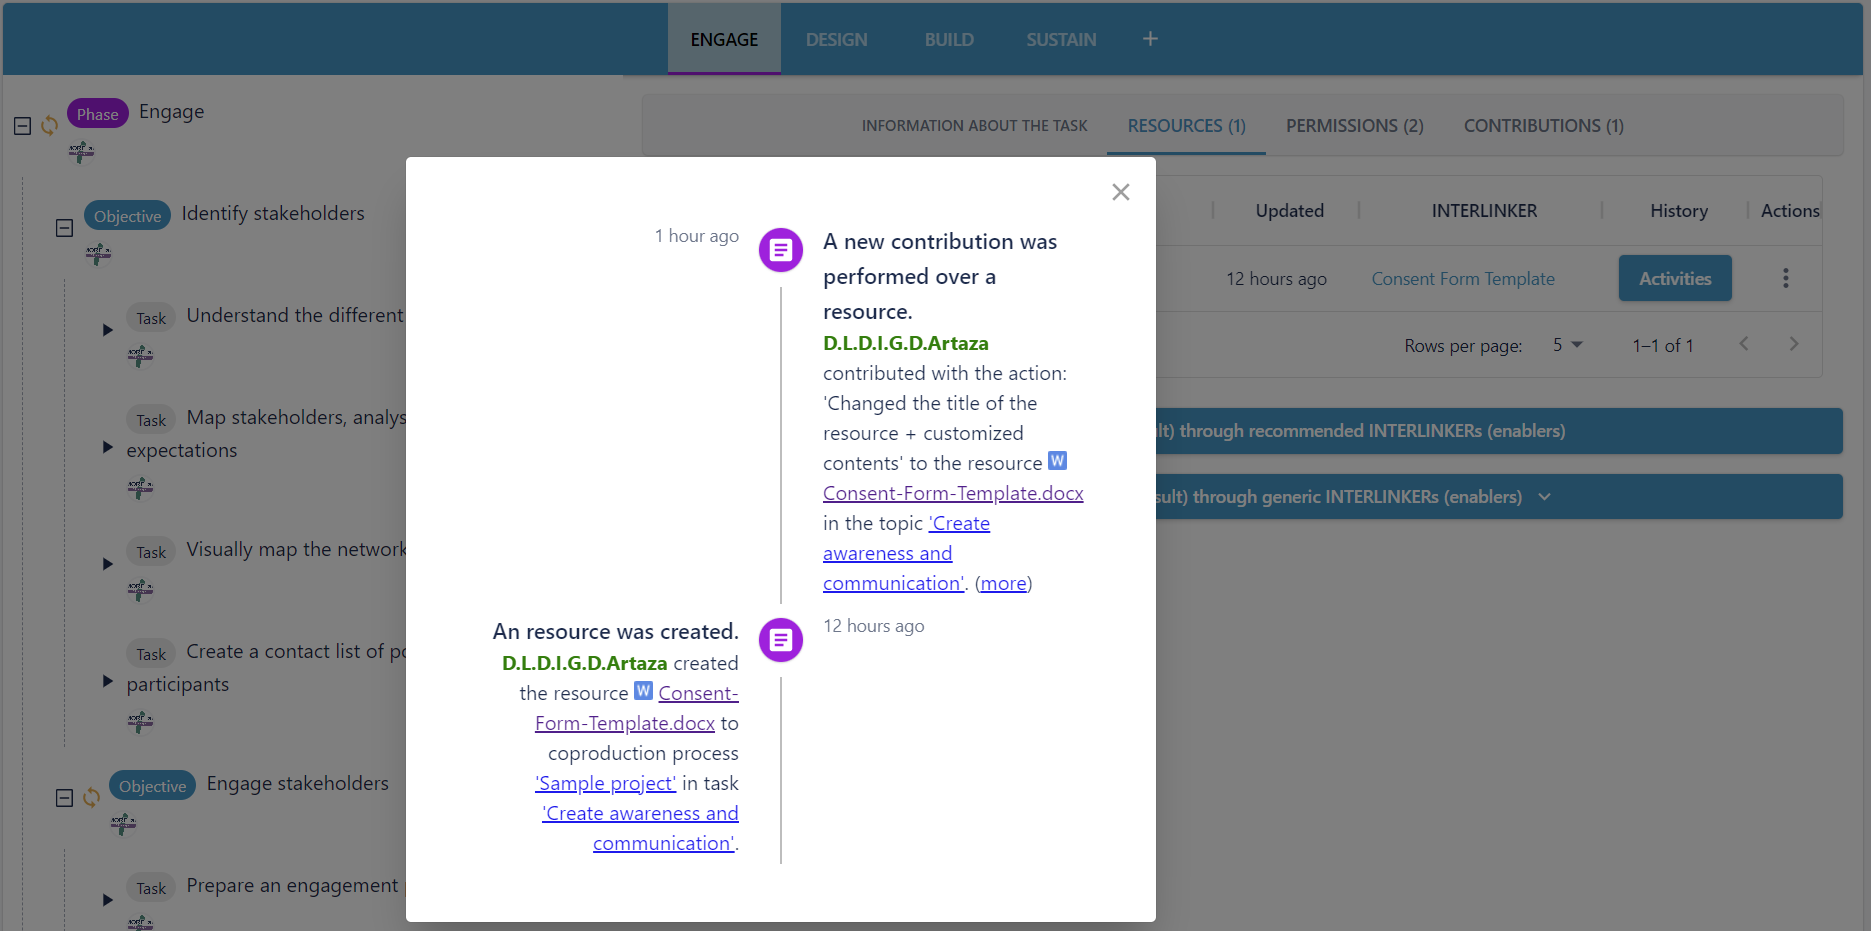 ENGAGE DESIGN BUILD SUSTAIN +
Phase Engage
Objective Identify stakeholders
Task Understand the different
Task Map stakeholders, analys
expectations
Task Visually map the network
Task Create a contact list of po
participants
Objective Engage stakeholders
Task Prepare an engagement
INFORMATION ABOUT THE TASK RESOURCES (1) PERMISSIONS (2) CONTRIBUTIONS (1)
Updated INTERLINKER History Actions
12 hours ago Consent Form Template Activities
Rows per page: 5 1–1 of 1
lt) through recommended INTERLINKERs (enablers)
sult) through generic INTERLINKERs (enablers)
1 hour ago
A new contribution was
performed over a
resource.
D.L.D.I.G.D.Artaza
contributed with the action:
'Changed the title of the
resource + customized
contents' to the resource W
Consent-Form-Template.docx
in the topic 'Create
awareness and
communication'. (more)
12 hours ago
An resource was created.
D.L.D.I.G.D.Artaza created
the resource W Consent-
Form-Template.docx to
coproduction process
'Sample project' in task
'Create awareness and
communication'.